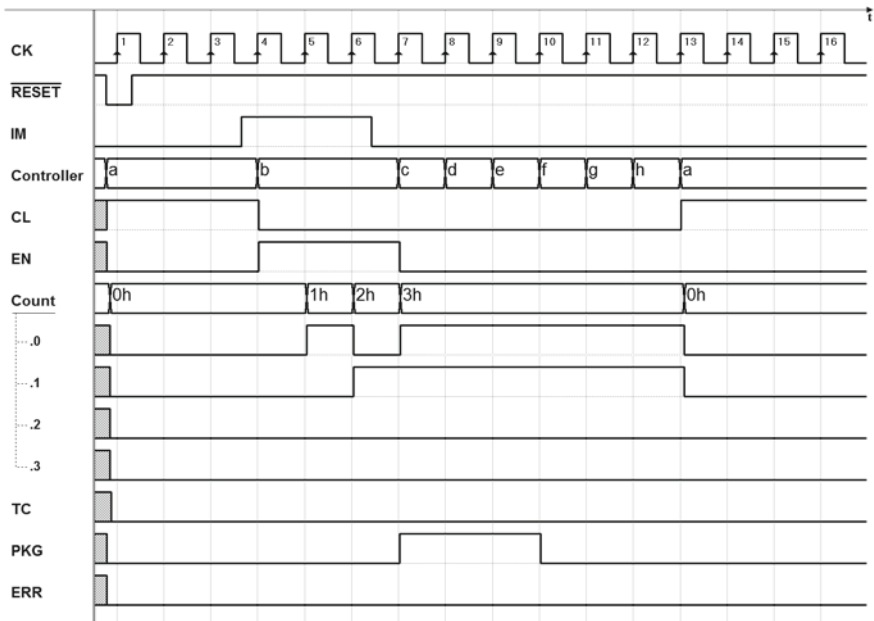 t
CK 1 2 3 4 5 6 7 8 9 10 11 12 13 14 15 16
RESET
IM
Controller a b c d e f g h a
CL
EN
Count 0h 1h 2h 3h 0h
.0
.1
.2
.3
TC
PKG
ERR